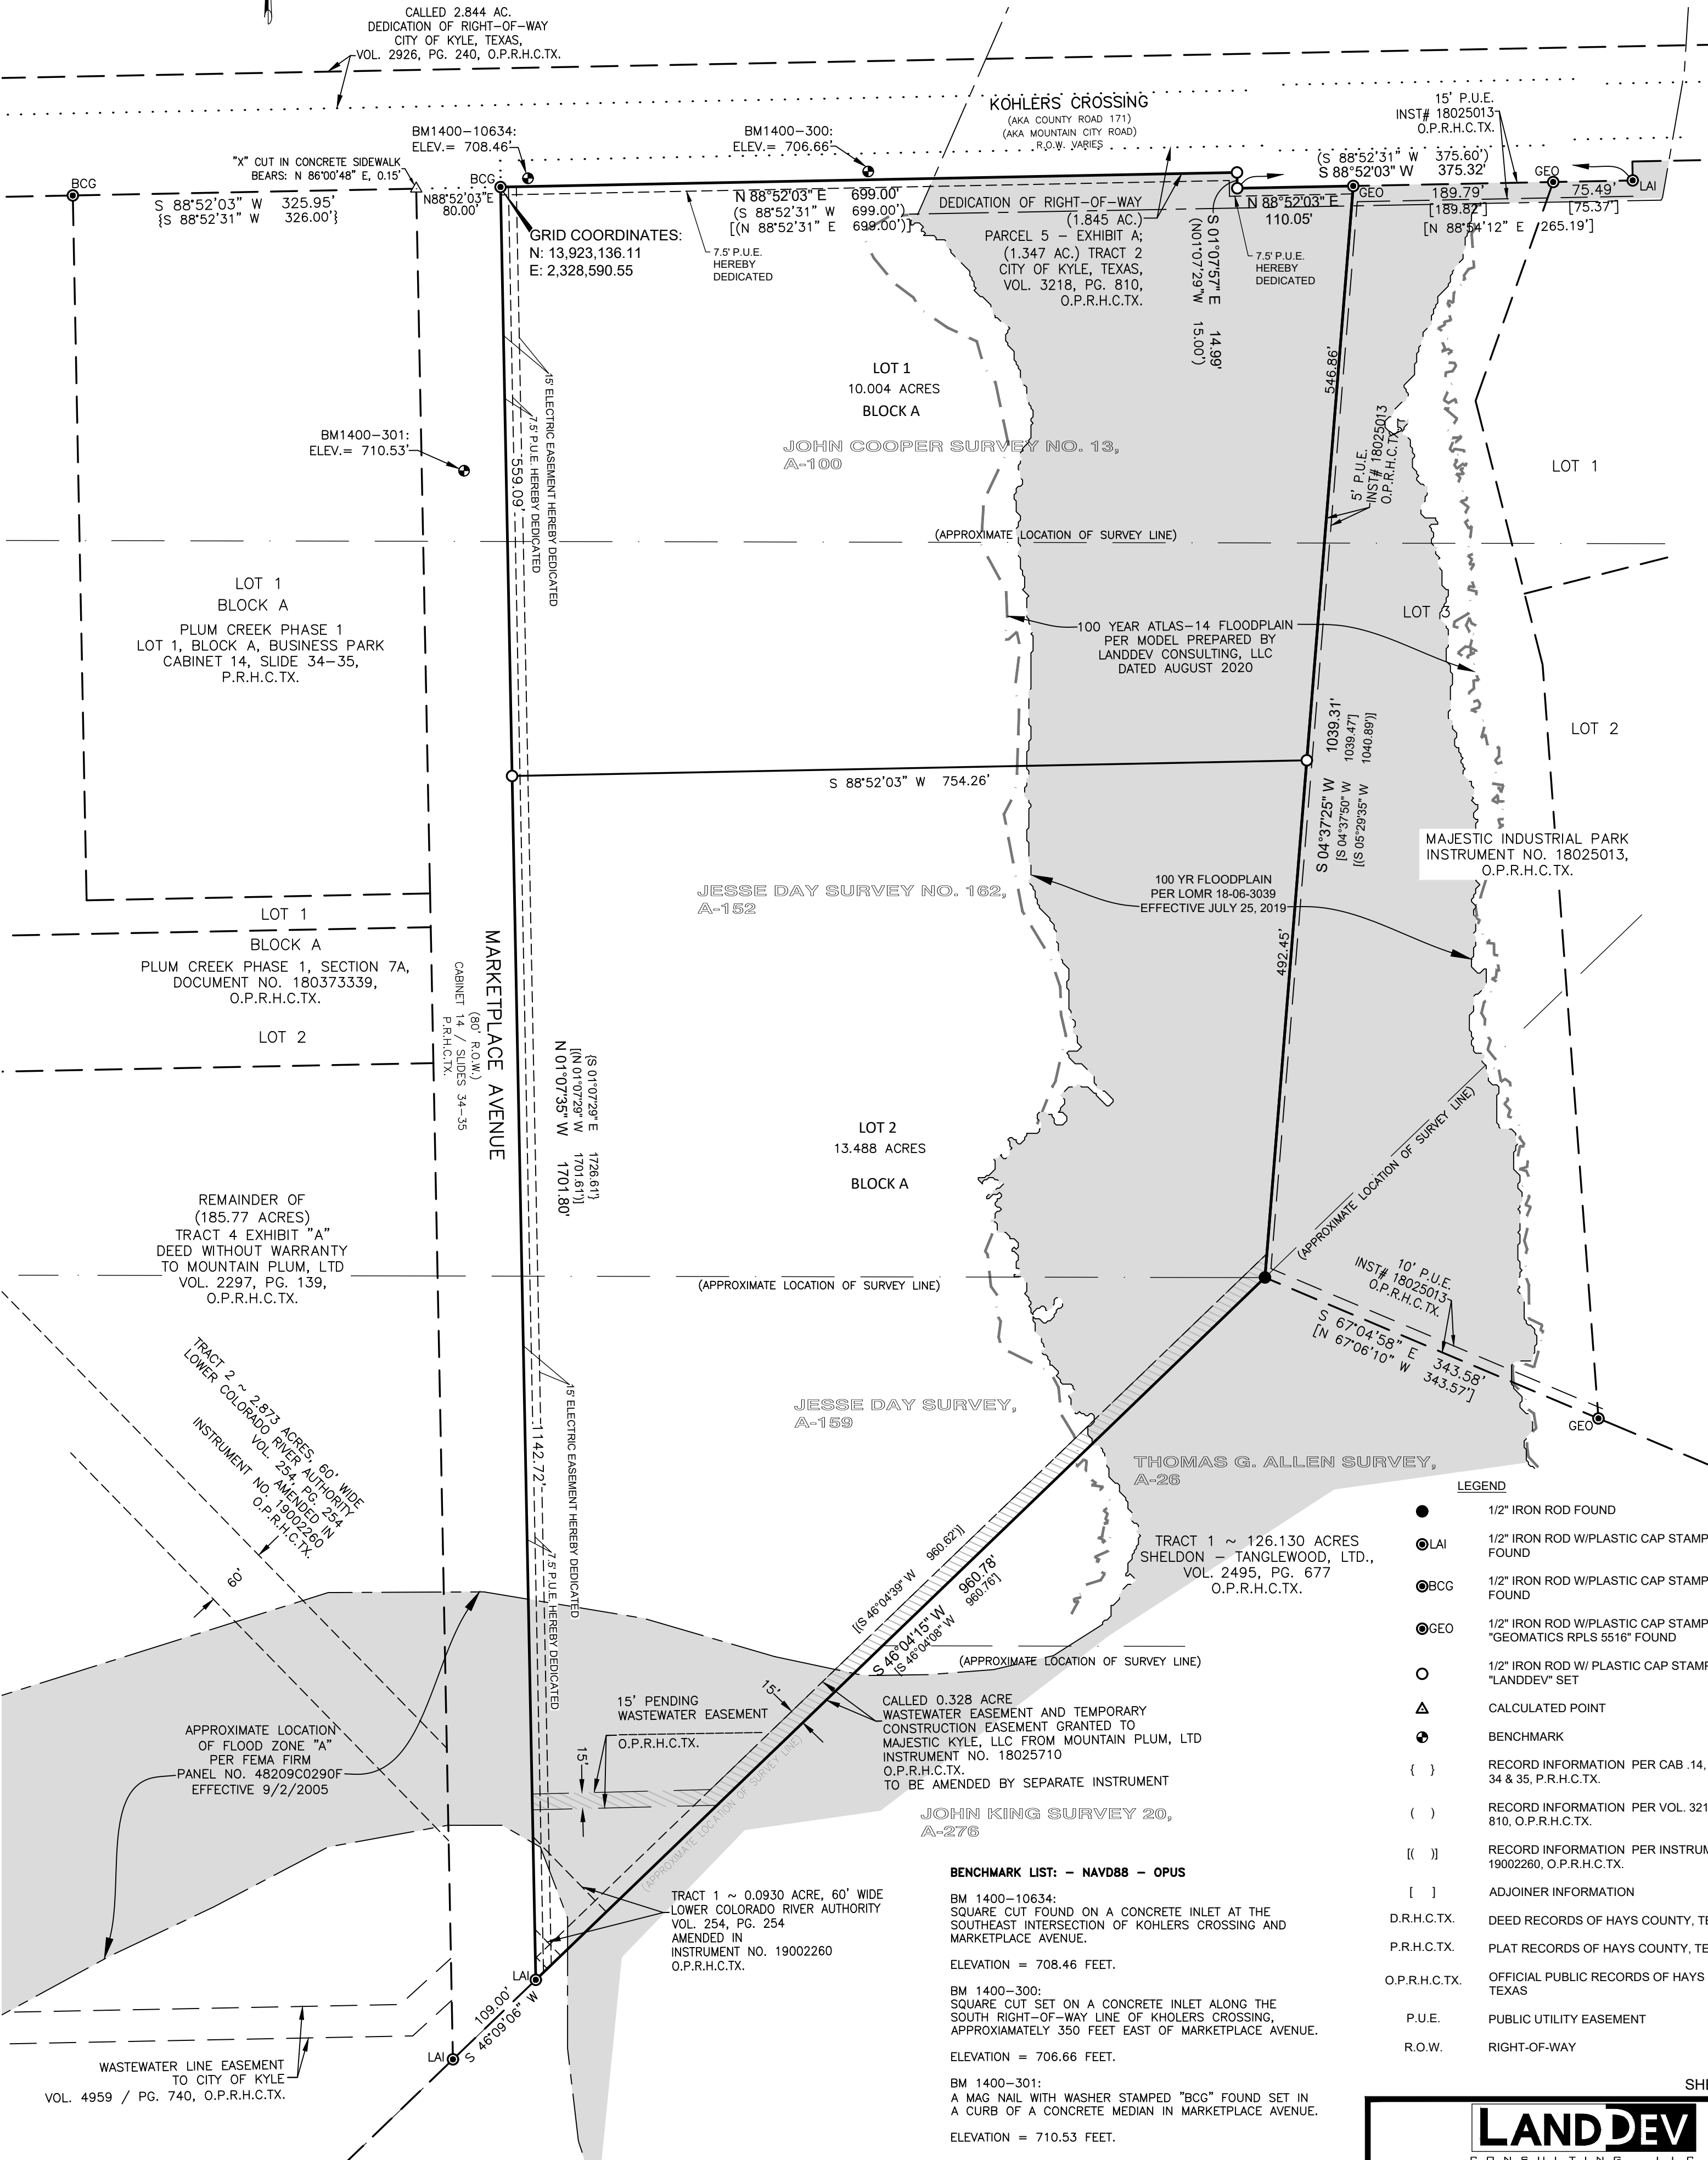 CALLED 2.844 AC.
DEDICATION OF RIGHT-OF-WAY
CITY OF KYLE, TEXAS,
VOL. 2926, PG. 240, O.P.R.H.C.TX.
KOHLERS CROSSING
(AKA COUNTY ROAD 171)
(AKA MOUNTAIN CITY ROAD)
R.O.W. VARIES
15' P.U.E.
INST# 18025013
O.P.R.H.C.TX.
BM1400-10634:
ELEV.= 708.46'
BM1400-300:
ELEV.= 706.66'
"X" CUT IN CONCRETE SIDEWALK
BEARS: N 86°00'48" E, 0.15'
(S 88°52'31" W 375.60')
S 88°52'03" W 375.32'
BCG
BCG
GEO
GEO
LAI
S 88°52'03" W 325.95'
{S 88°52'31" W 326.00'}
N88°52'03"E
80.00'
N 88°52'03" E 699.00'
(S 88°52'31" W 699.00')
[(N 88°52'31" E 699.00')]
N 88°52'03" E
110.05'
189.79'
[189.82']
75.49'
[75.37']
[N 88°54'12" E 265.19']
GRID COORDINATES:
N: 13,923,136.11
E: 2,328,590.55
7.5' P.U.E.
HEREBY
DEDICATED
DEDICATION OF RIGHT-OF-WAY
(1.845 AC.)
PARCEL 5 - EXHIBIT A;
(1.347 AC.) TRACT 2
CITY OF KYLE, TEXAS,
VOL. 3218, PG. 810,
O.P.R.H.C.TX.
S 01°07'57" E 14.99'
(N01°07'29"W 15.00')
7.5' P.U.E.
HEREBY
DEDICATED
LOT 1
10.004 ACRES
BLOCK A
JOHN COOPER SURVEY NO. 13,
A-100
546.86'
5' P.U.E.
INST# 18025013
O.P.R.H.C.TX.
15' ELECTRIC EASEMENT HEREBY DEDICATED
7.5' P.U.E. HEREBY DEDICATED
559.09'
BM1400-301:
ELEV.= 710.53'
LOT 1
(APPROXIMATE LOCATION OF SURVEY LINE)
LOT 1
BLOCK A
PLUM CREEK PHASE 1
LOT 1, BLOCK A, BUSINESS PARK
CABINET 14, SLIDE 34-35,
P.R.H.C.TX.
LOT 3
100 YEAR ATLAS-14 FLOODPLAIN
PER MODEL PREPARED BY
LANDDEV CONSULTING, LLC
DATED AUGUST 2020
LOT 2
S 88°52'03" W 754.26'
S 04°37'25" W 1039.31'
[S 04°37'50" W 1039.47']
[(S 05°29'35" W 1040.89')]
MAJESTIC INDUSTRIAL PARK
INSTRUMENT NO. 18025013,
O.P.R.H.C.TX.
JESSE DAY SURVEY NO. 162,
A-152
100 YR FLOODPLAIN
PER LOMR 18-06-3039
EFFECTIVE JULY 25, 2019
492.45'
LOT 1
BLOCK A
PLUM CREEK PHASE 1, SECTION 7A,
DOCUMENT NO. 180373339,
O.P.R.H.C.TX.
LOT 2
MARKETPLACE AVENUE
(80' R.O.W.)
CABINET 14 / SLIDES 34-35
P.R.H.C.TX.
{S 01°07'29" E 1726.61'}
[(N 01°07'29" W 1701.61')]
N 01°07'35" W 1701.80'
LOT 2
13.488 ACRES
BLOCK A
(APPROXIMATE LOCATION OF SURVEY LINE)
REMAINDER OF
(185.77 ACRES)
TRACT 4 EXHIBIT "A"
DEED WITHOUT WARRANTY
TO MOUNTAIN PLUM, LTD
VOL. 2297, PG. 139,
O.P.R.H.C.TX.
(APPROXIMATE LOCATION OF SURVEY LINE)
10' P.U.E.
INST# 18025013
O.P.R.H.C.TX.
S 67°04'58" E 343.58'
[N 67°06'10" W 343.57']
GEO
TRACT 2 ~ 2.873 ACRES, 60' WIDE
LOWER COLORADO RIVER AUTHORITY
VOL. 254, PG. 254
AMENDED IN
INSTRUMENT NO. 19002260
O.P.R.H.C.TX.
60'
15' ELECTRIC EASEMENT HEREBY DEDICATED
1142.72'
7.5' P.U.E. HEREBY DEDICATED
JESSE DAY SURVEY,
A-159
THOMAS G. ALLEN SURVEY,
A-26
TRACT 1 ~ 126.130 ACRES
SHELDON - TANGLEWOOD, LTD.,
VOL. 2495, PG. 677
O.P.R.H.C.TX.
[(S 46°04'39" W 960.62')]
S 46°04'15" W 960.78'
[S 46°04'08" W 960.76']
(APPROXIMATE LOCATION OF SURVEY LINE)
15' PENDING
WASTEWATER EASEMENT
O.P.R.H.C.TX.
15'
15'
CALLED 0.328 ACRE
WASTEWATER EASEMENT AND TEMPORARY
CONSTRUCTION EASEMENT GRANTED TO
MAJESTIC KYLE, LLC FROM MOUNTAIN PLUM, LTD
INSTRUMENT NO. 18025710
O.P.R.H.C.TX.
TO BE AMENDED BY SEPARATE INSTRUMENT
APPROXIMATE LOCATION
OF FLOOD ZONE "A"
PER FEMA FIRM
PANEL NO. 48209C0290F
EFFECTIVE 9/2/2005
(APPROXIMATE LOCATION OF SURVEY LINE)
JOHN KING SURVEY 20,
A-276
TRACT 1 ~ 0.0930 ACRE, 60' WIDE
LOWER COLORADO RIVER AUTHORITY
VOL. 254, PG. 254
AMENDED IN
INSTRUMENT NO. 19002260
O.P.R.H.C.TX.
LAI
109.00'
S 46°09'06" W
LAI
WASTEWATER LINE EASEMENT
TO CITY OF KYLE
VOL. 4959 / PG. 740, O.P.R.H.C.TX.
BENCHMARK LIST: - NAVD88 - OPUS
BM 1400-10634:
SQUARE CUT FOUND ON A CONCRETE INLET AT THE
SOUTHEAST INTERSECTION OF KOHLERS CROSSING AND
MARKETPLACE AVENUE.
ELEVATION = 708.46 FEET.
BM 1400-300:
SQUARE CUT SET ON A CONCRETE INLET ALONG THE
SOUTH RIGHT-OF-WAY LINE OF KHOLERS CROSSING,
APPROXIAMATELY 350 FEET EAST OF MARKETPLACE AVENUE.
ELEVATION = 706.66 FEET.
BM 1400-301:
A MAG NAIL WITH WASHER STAMPED "BCG" FOUND SET IN
A CURB OF A CONCRETE MEDIAN IN MARKETPLACE AVENUE.
ELEVATION = 710.53 FEET.
LEGEND
1/2" IRON ROD FOUND
LAI 1/2" IRON ROD W/PLASTIC CAP STAMP
FOUND
BCG 1/2" IRON ROD W/PLASTIC CAP STAMP
FOUND
GEO 1/2" IRON ROD W/PLASTIC CAP STAMP
"GEOMATICS RPLS 5516" FOUND
1/2" IRON ROD W/ PLASTIC CAP STAMP
"LANDDEV" SET
CALCULATED POINT
BENCHMARK
{ } RECORD INFORMATION PER CAB .14,
34 & 35, P.R.H.C.TX.
( ) RECORD INFORMATION PER VOL. 321
810, O.P.R.H.C.TX.
[( )] RECORD INFORMATION PER INSTRUM
19002260, O.P.R.H.C.TX.
[ ] ADJOINER INFORMATION
D.R.H.C.TX. DEED RECORDS OF HAYS COUNTY, TE
P.R.H.C.TX. PLAT RECORDS OF HAYS COUNTY, TE
O.P.R.H.C.TX. OFFICIAL PUBLIC RECORDS OF HAYS
TEXAS
P.U.E. PUBLIC UTILITY EASEMENT
R.O.W. RIGHT-OF-WAY
SHE
LANDDEV